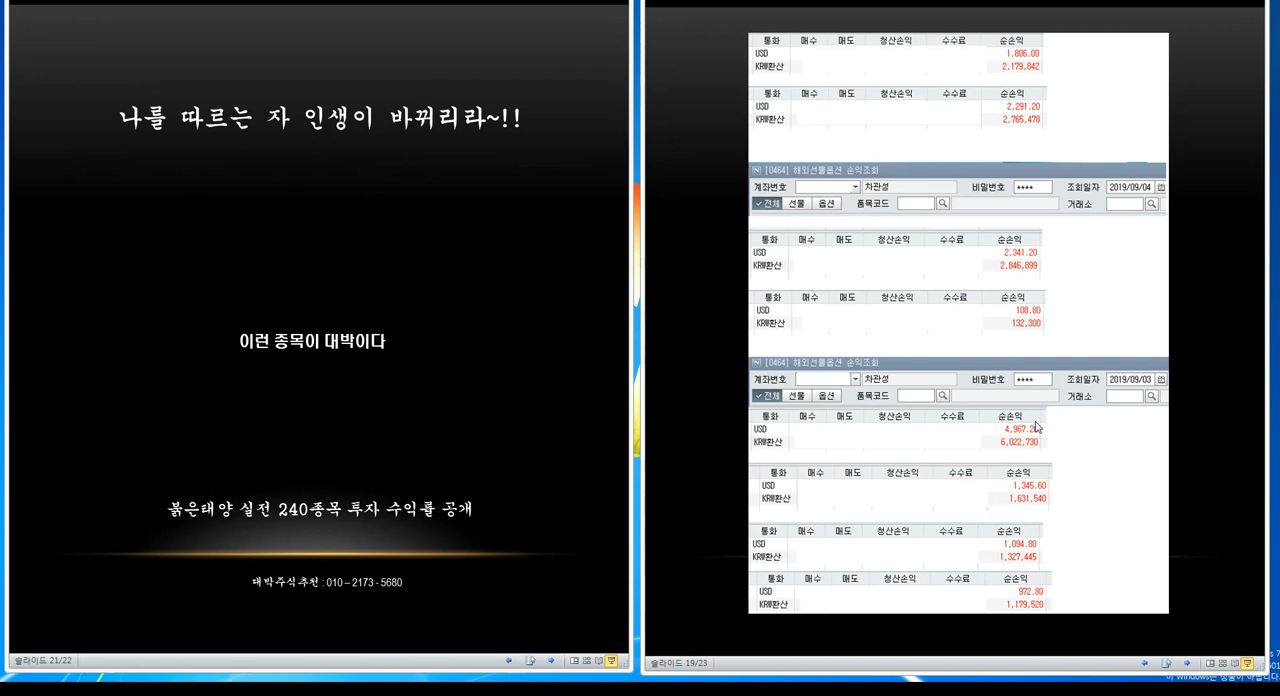 나를 따르는 자 인생이 바뀌리라~!!
이런 종목이 대박이다
붉은태양 실전 240종목 투자 수익률 공개
대박주식추천 : 010 – 2173 - 5680
슬라이드 21/22
통화 매수 매도 청산손익 수수료 순손익
USD 1,806.00
KRW환산 2,179,842
통화 매수 매도 청산손익 수수료 순손익
USD 2,291.20
KRW환산 2,765,478
[0464] 해외선물옵션 손익조회
계좌번호 차관성 비밀번호 **** 조회일자 2019/09/04
✓전체 선물 옵션 품목코드 거래소
통화 매수 매도 청산손익 수수료 순손익
USD 2,341.20
KRW환산 2,846,899
통화 매수 매도 청산손익 수수료 순손익
USD 108.80
KRW환산 132,300
[0464] 해외선물옵션 손익조회
계좌번호 차관성 비밀번호 **** 조회일자 2019/09/03
✓전체 선물 옵션 품목코드 거래소
통화 매수 매도 청산손익 수수료 순손익
USD 4,967.20
KRW환산 6,022,730
통화 매수 매도 청산손익 수수료 순손익
USD 1,345.60
KRW환산 1,631,540
통화 매수 매도 청산손익 수수료 순손익
USD 1,094.80
KRW환산 1,327,445
통화 매수 매도 청산손익 수수료 순손익
USD 972.80
KRW환산 1,179,520
슬라이드 19/23